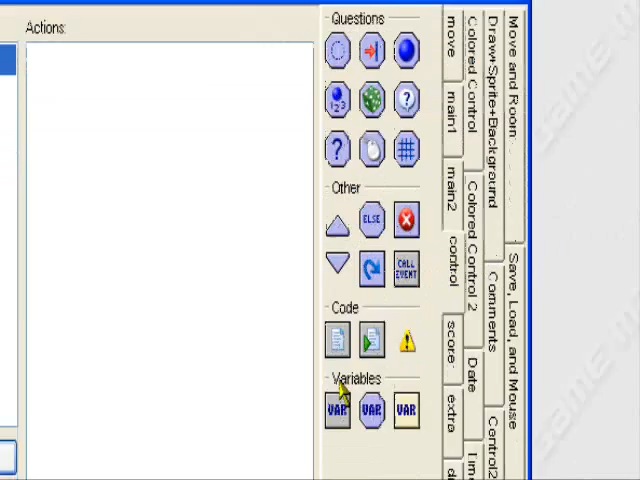 Actions:
Questions
123
?
?
Other
ELSE
CALL
EVENT
Code
Variables
VAR
VAR
VAR
move
main1
main2
control
score
extra
Colored Control
Colored Control 2
Date
Draw+Sprite+Background
Comments
Control2
Move and Room
Save, Load, and Mouse